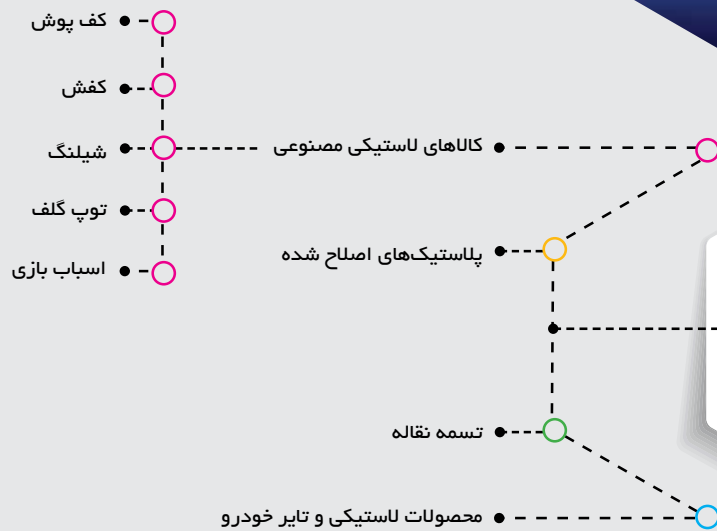 کف پوش
کفش
شیلنگ
توپ گلف
اسباب بازی
کالاهای لاستیکی مصنوعی
پلاستیک‌های اصلاح شده
تسمه نقاله
محصولات لاستیکی و تایر خودرو